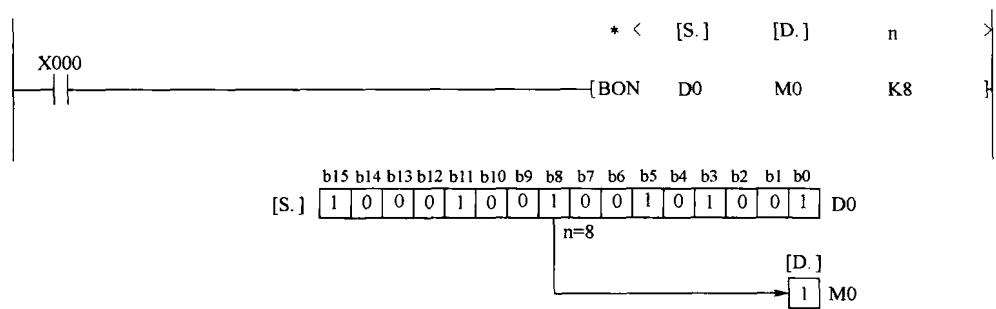 * < [S.] [D.] n >
X000
[BON D0 M0 K8 ]
b15 b14 b13 b12 b11 b10 b9 b8 b7 b6 b5 b4 b3 b2 b1 b0
[S.] 1 0 0 0 1 0 0 1 0 0 1 0 1 0 0 1 D0
n=8
[D.]
1 M0